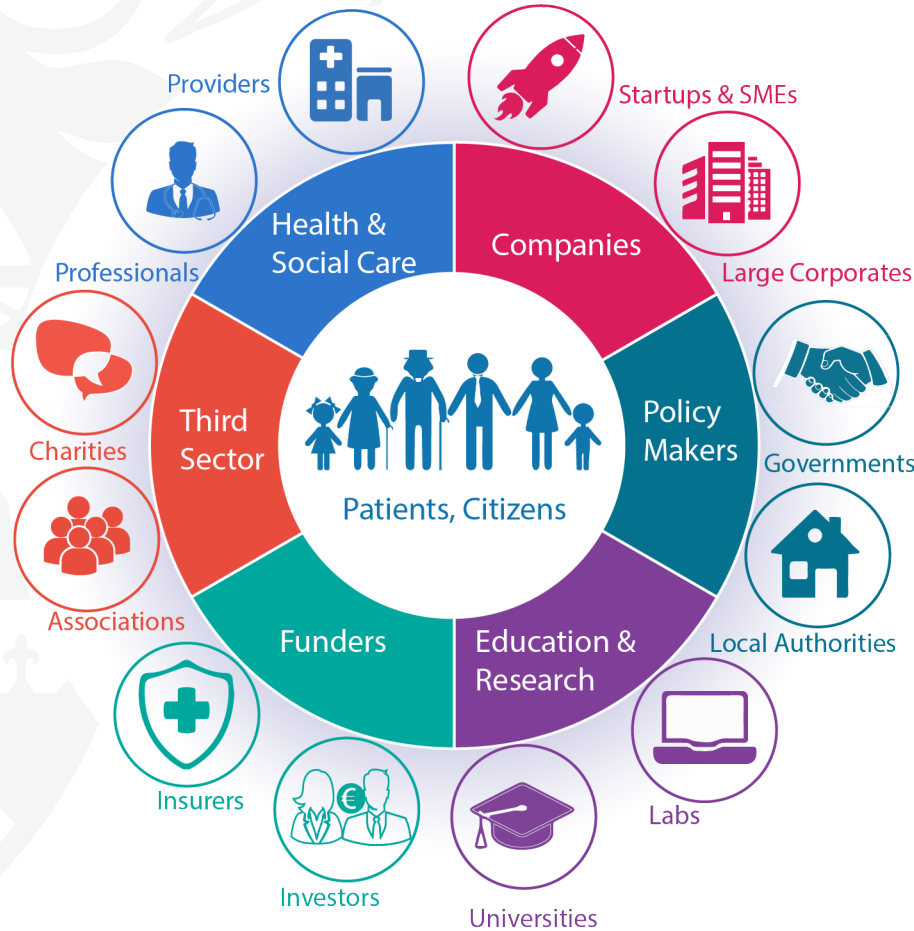 Providers
Startups & SMEs
Professionals
Health &
Social Care
Companies
Large Corporates
Charities
Third
Sector
Policy
Makers
Governments
Patients, Citizens
Associations
Funders
Education &
Research
Local Authorities
Insurers
€
Investors
Universities
Labs